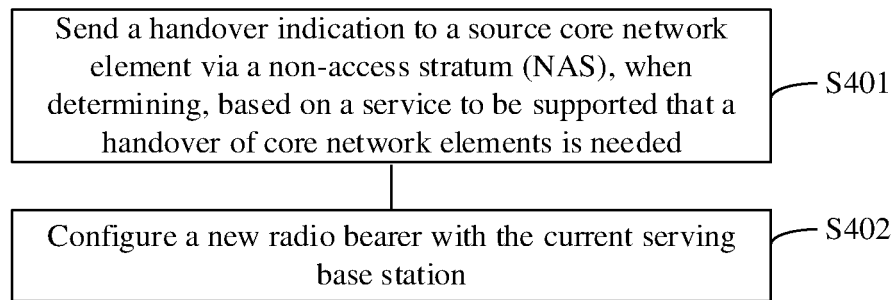 Send a handover indication to a source core network
element via a non-access stratum (NAS), when
determining, based on a service to be supported that a
handover of core network elements is needed
S401
Configure a new radio bearer with the current serving
base station
S402